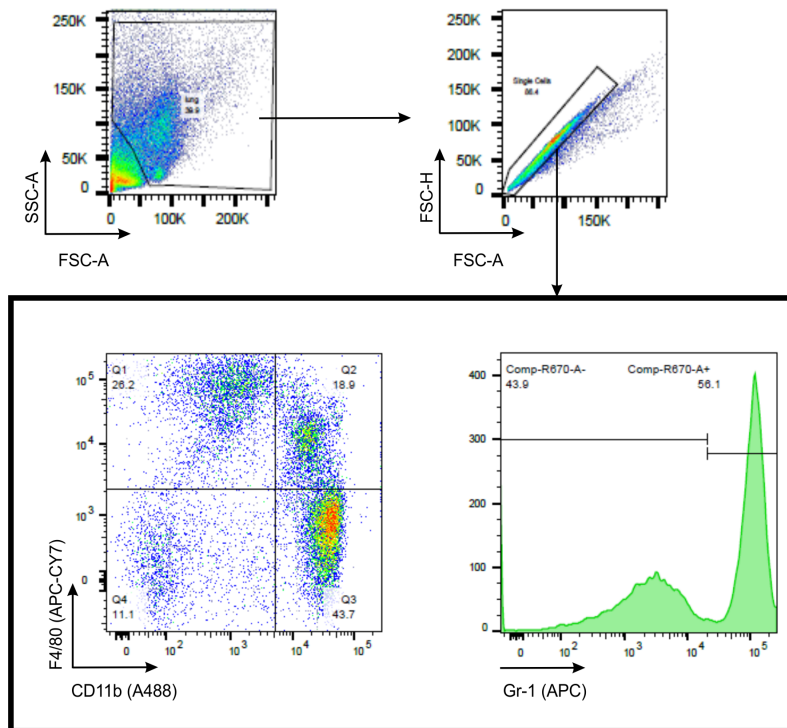 250K
150K
100K
50K
0
SSC-A
0
100K
200K
FSC-A
lung
250K
200K
150K
100K
50K
0
FSC-H
0
150K
FSC-A
Single Cells
Q1
26.2
Q2
18.9
Q4
11.1
Q3
43.7
10^5
10^4
10^3
0
F4/80 (APC-CY7)
0
10^2
10^3
10^4
10^5
CD11b (A488)
400
300
200
100
0
Comp-R670-A-
43.9
Comp-R670-A+
56.1
0
10^2
10^3
10^4
10^5
Gr-1 (APC)